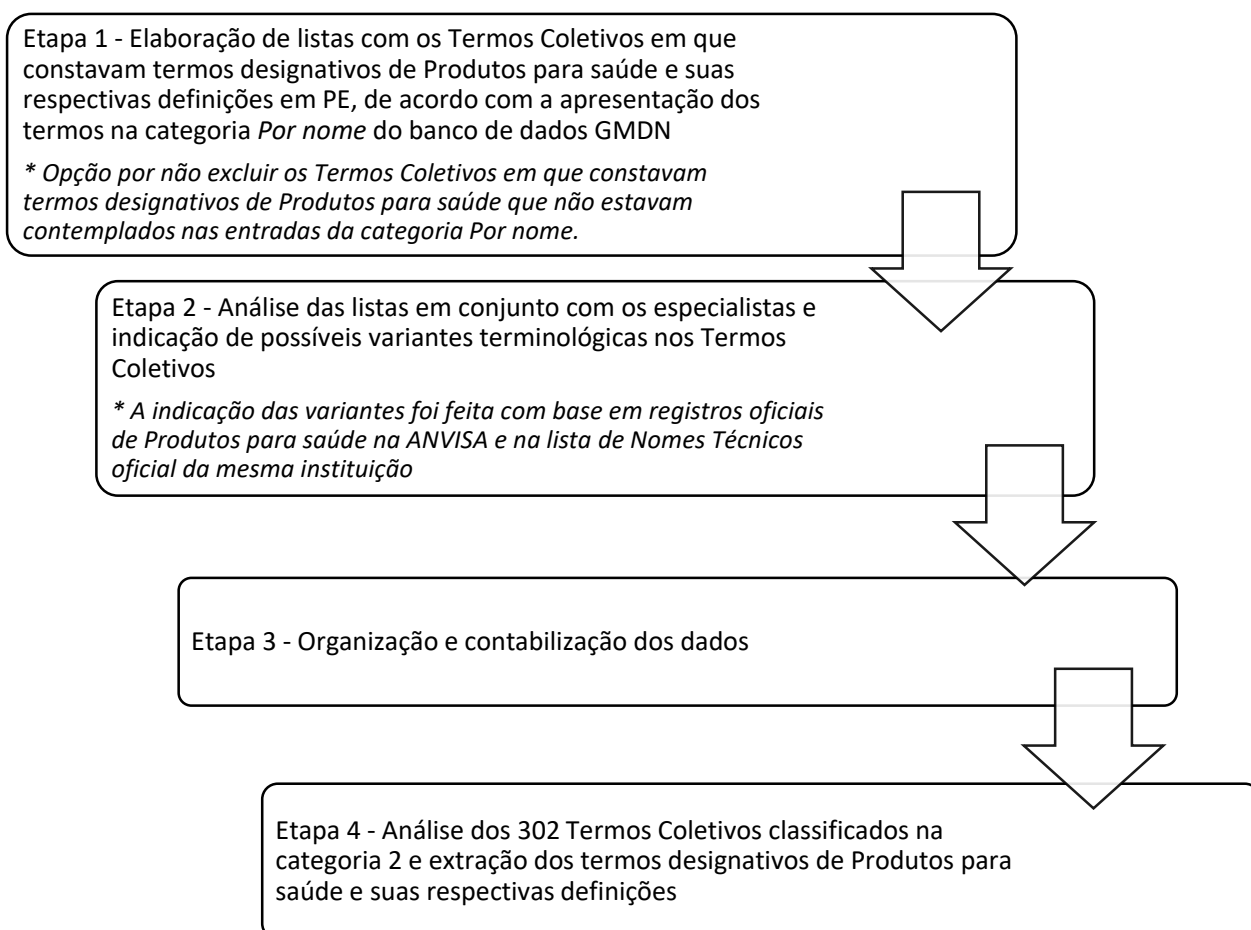 Etapa 1 - Elaboração de listas com os Termos Coletivos em que
constavam termos designativos de Produtos para saúde e suas
respectivas definições em PE, de acordo com a apresentação dos
termos na categoria Por nome do banco de dados GMDN
* Opção por não excluir os Termos Coletivos em que constavam
termos designativos de Produtos para saúde que não estavam
contemplados nas entradas da categoria Por nome.
Etapa 2 - Análise das listas em conjunto com os especialistas e
indicação de possíveis variantes terminológicas nos Termos
Coletivos
* A indicação das variantes foi feita com base em registros oficiais
de Produtos para saúde na ANVISA e na lista de Nomes Técnicos
oficial da mesma instituição
Etapa 3 - Organização e contabilização dos dados
Etapa 4 - Análise dos 302 Termos Coletivos classificados na
categoria 2 e extração dos termos designativos de Produtos para
saúde e suas respectivas definições